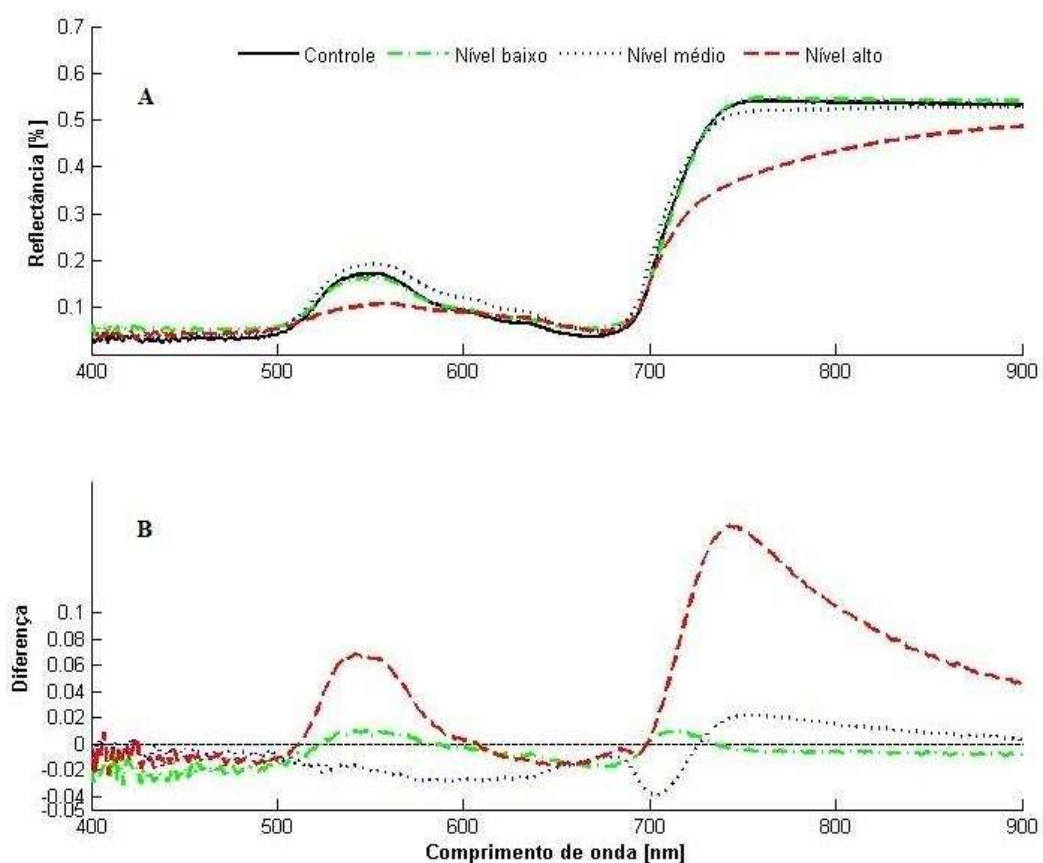 0.7
Controle Nível baixo Nível médio Nível alto
0.6
A
0.5
0.4
0.3
0.2
0.1
Reflectância [%]
400 500 600 700 800 900
B
0.1
0.08
0.06
0.04
0.02
0
-0.02
-0.04
-0.05
Diferença
400 500 600 700 800 900
Comprimento de onda [nm]